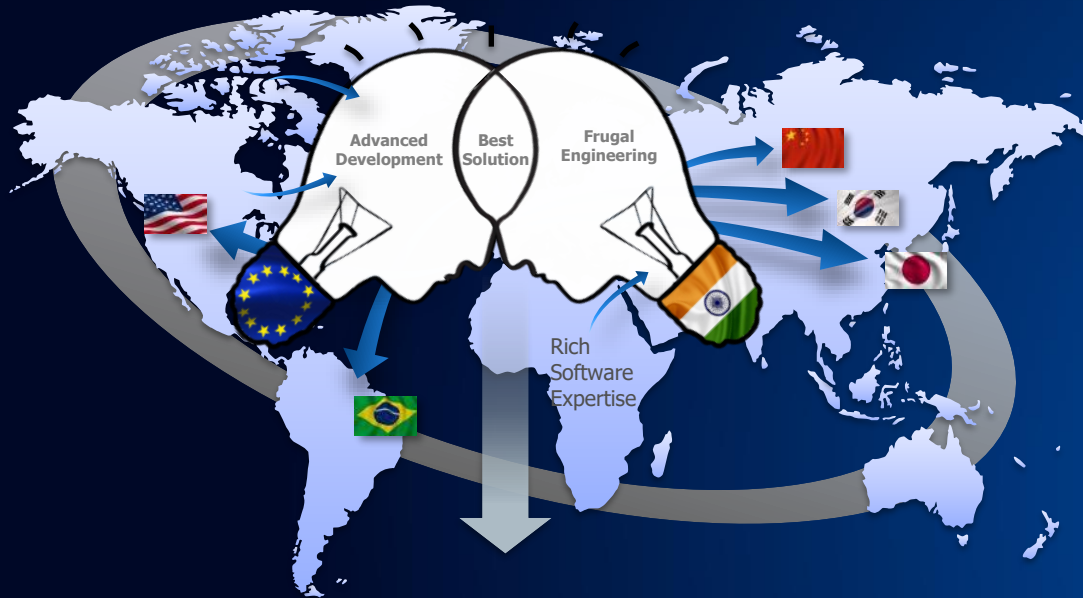 Advanced
Development
Best
Solution
Frugal
Engineering
Rich
Software
Expertise